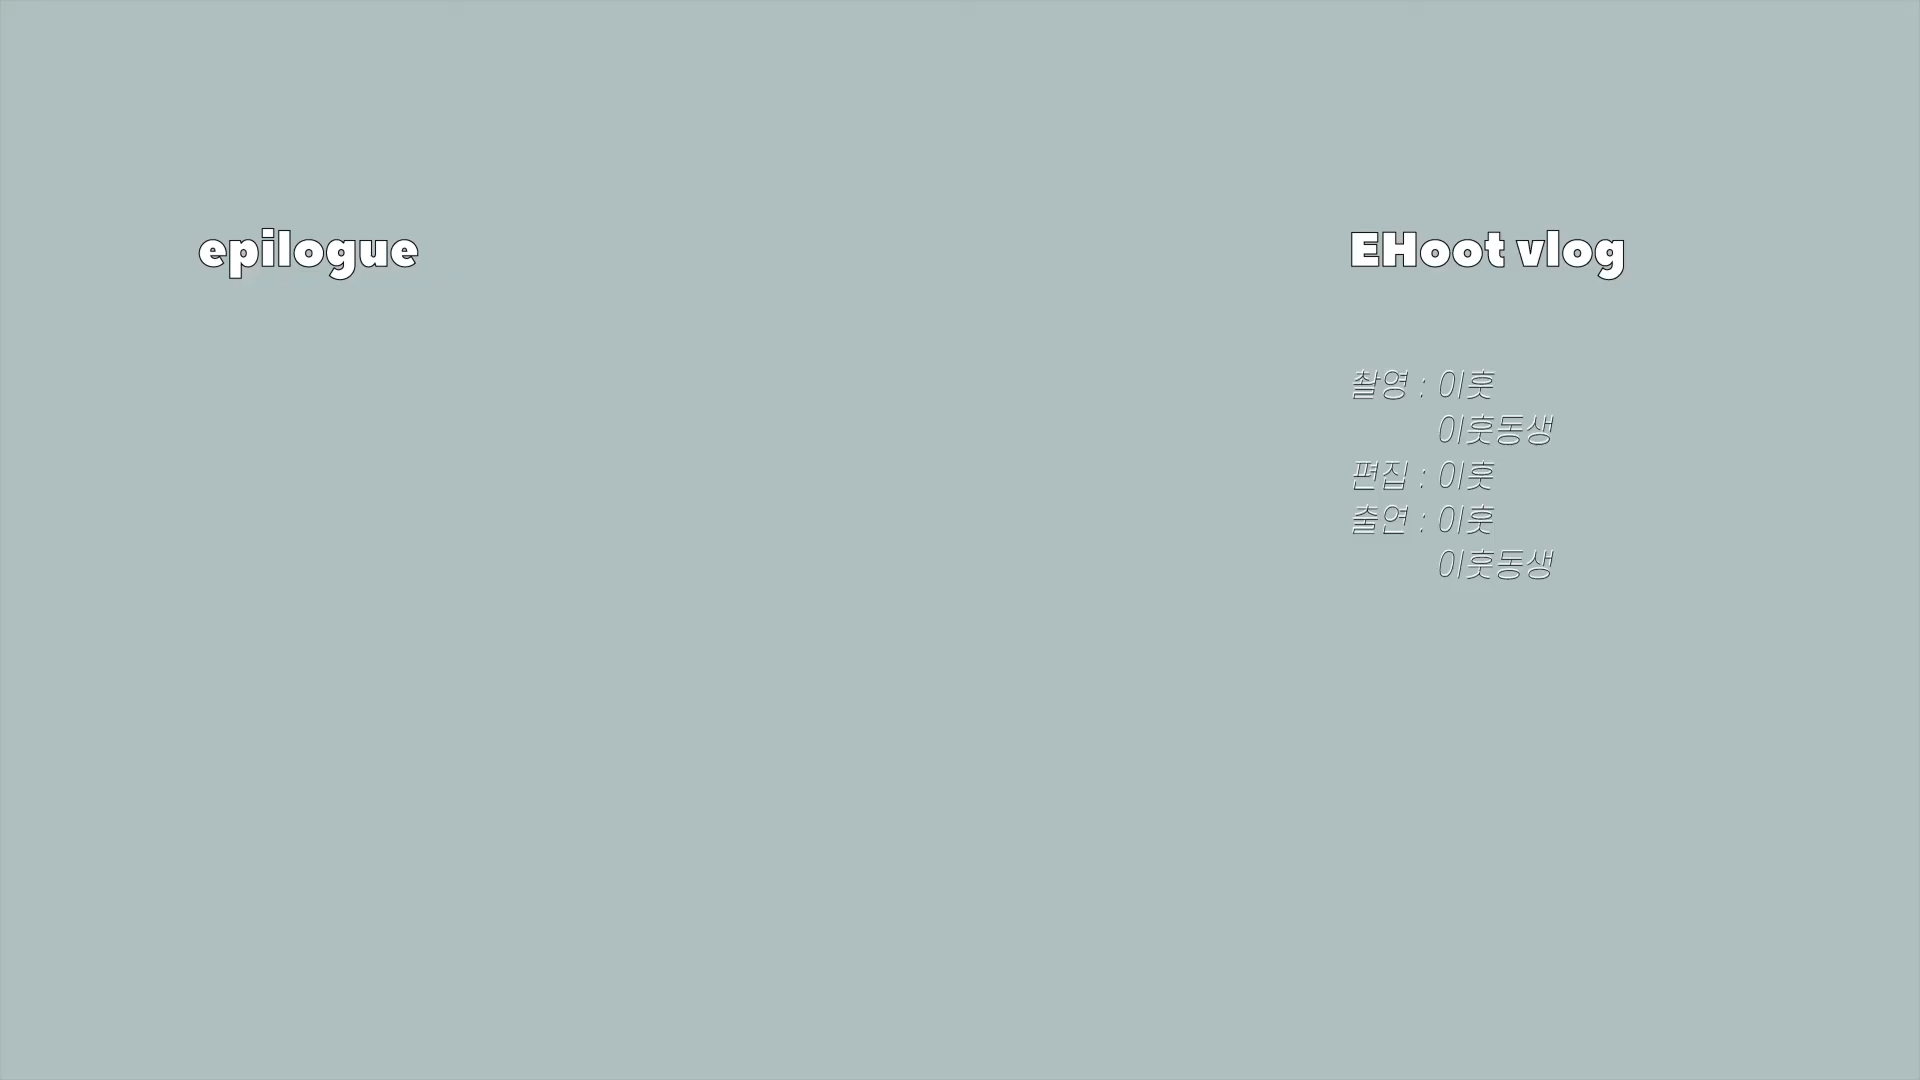 epilogue
EHoot vlog
촬영 : 이훗
이훗동생
편집 : 이훗
출연 : 이훗
이훗동생